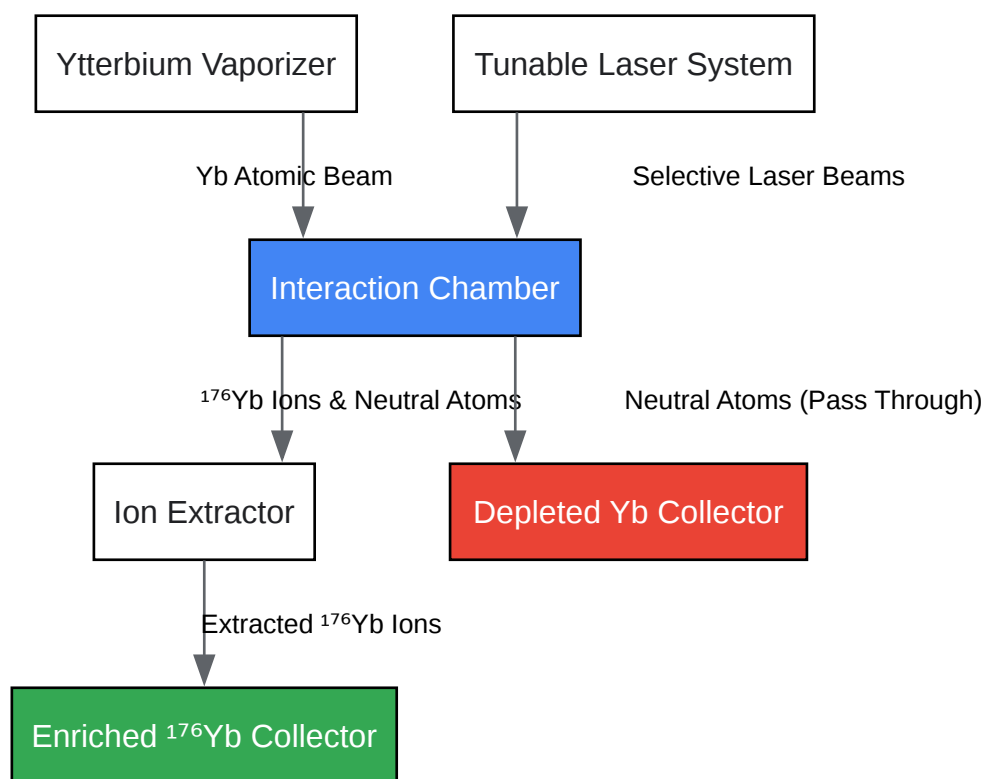 Ytterbium Vaporizer
Tunable Laser System
Yb Atomic Beam
Selective Laser Beams
Interaction Chamber
¹⁷⁶Yb Ions & Neutral Atoms
Neutral Atoms (Pass Through)
Ion Extractor
Depleted Yb Collector
Extracted ¹⁷⁶Yb Ions
Enriched ¹⁷⁶Yb Collector